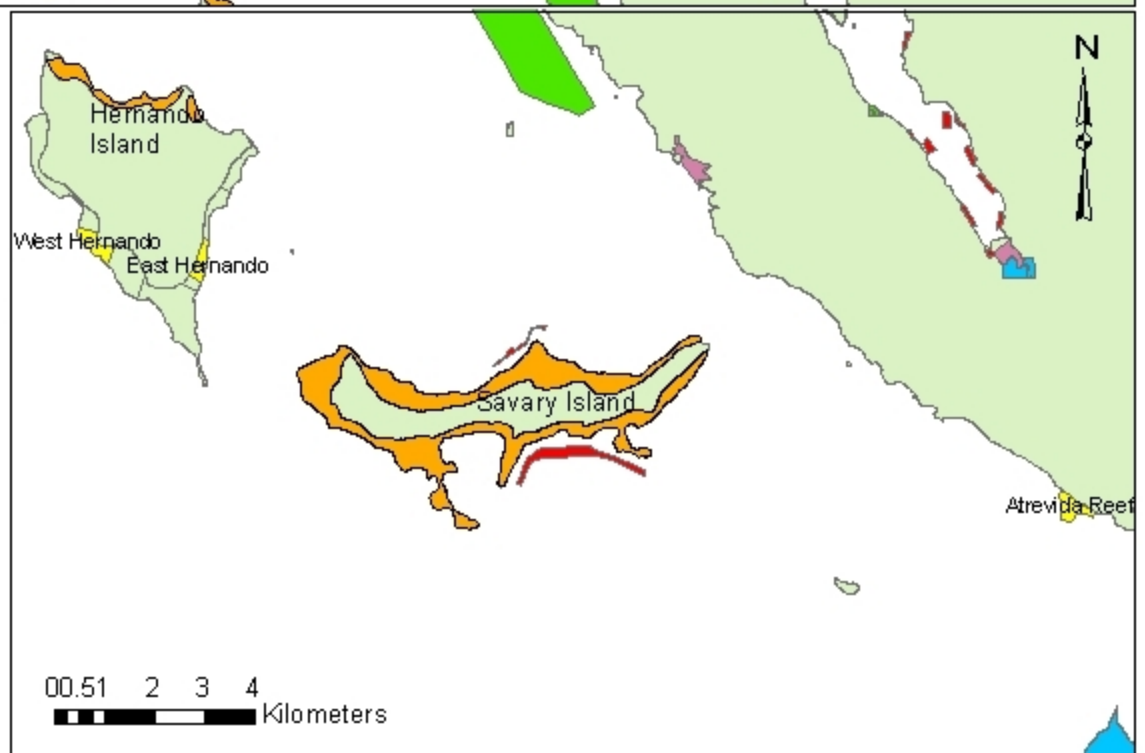 N
Hernando
Island
West Hernando
East Hernando
Savary Island
Atrevida Reef
00.51 2 3 4
Kilometers